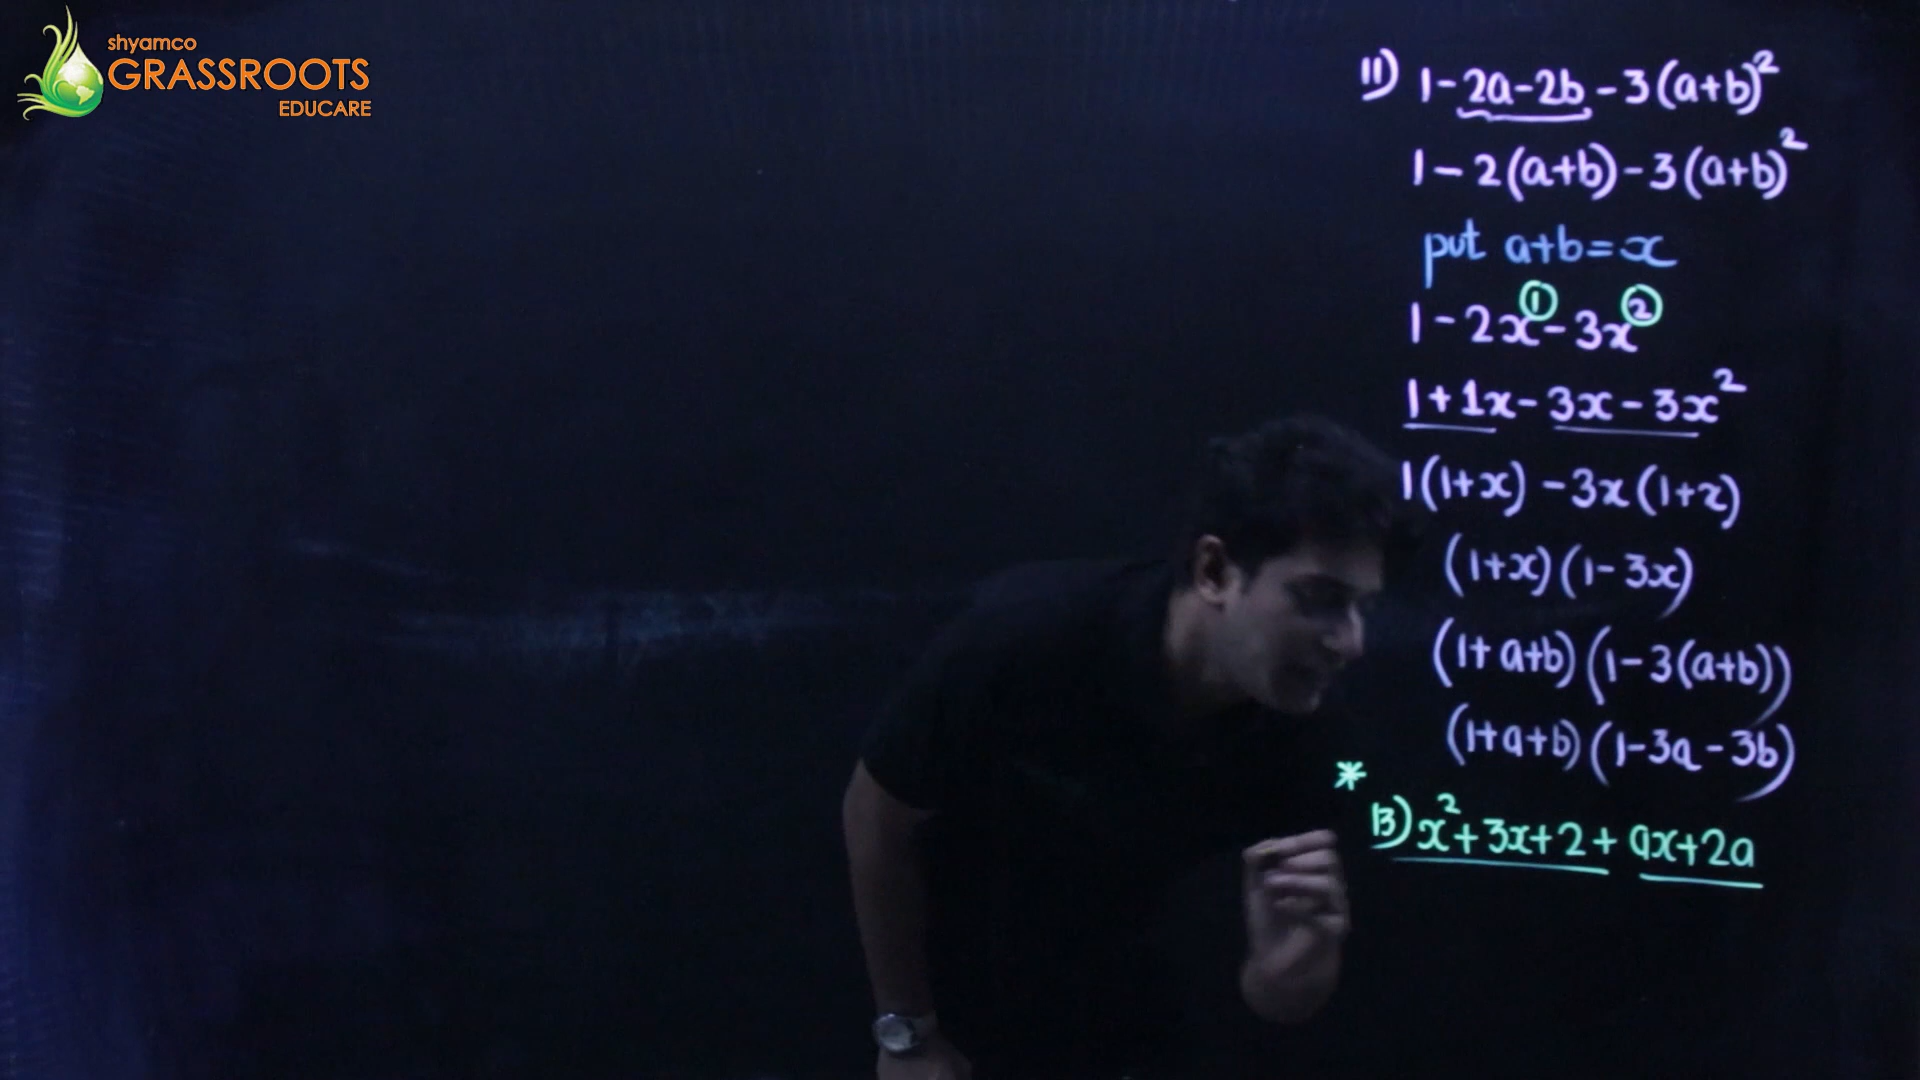 shyamco
GRASSROOTS
EDUCARE
11) 1-2a-2b-3(a+b)²
1-2(a+b)-3(a+b)²
put a+b=x
1-2x¹-3x²
1+1x-3x-3x²
1(1+x)-3x(1+x)
(1+x)(1-3x)
(1+a+b)(1-3(a+b))
(1+a+b)(1-3a-3b)
*
13) x²+3x+2+ax+2a